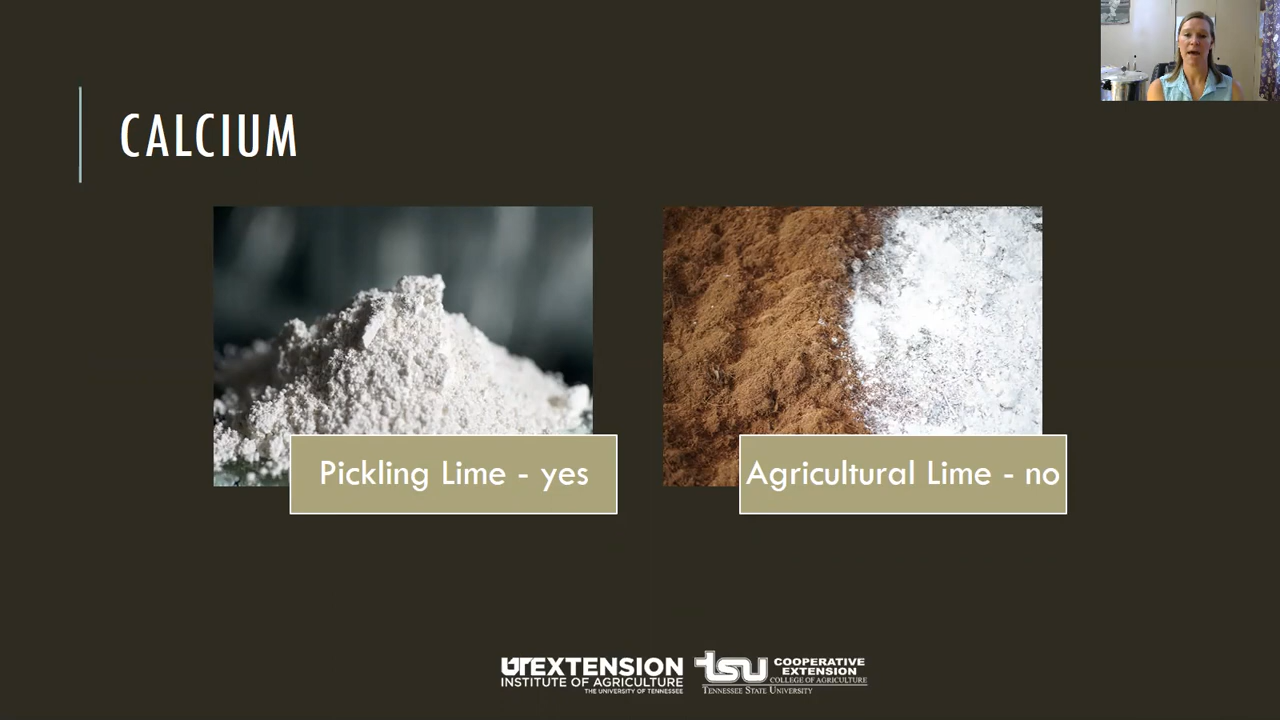 CALCIUM
Pickling Lime - yes
Agricultural Lime - no
UTEXTENSION
INSTITUTE OF AGRICULTURE
THE UNIVERSITY OF TENNESSEE
tsu
COOPERATIVE
EXTENSION
COLLEGE OF AGRICULTURE
TENNESSEE STATE UNIVERSITY